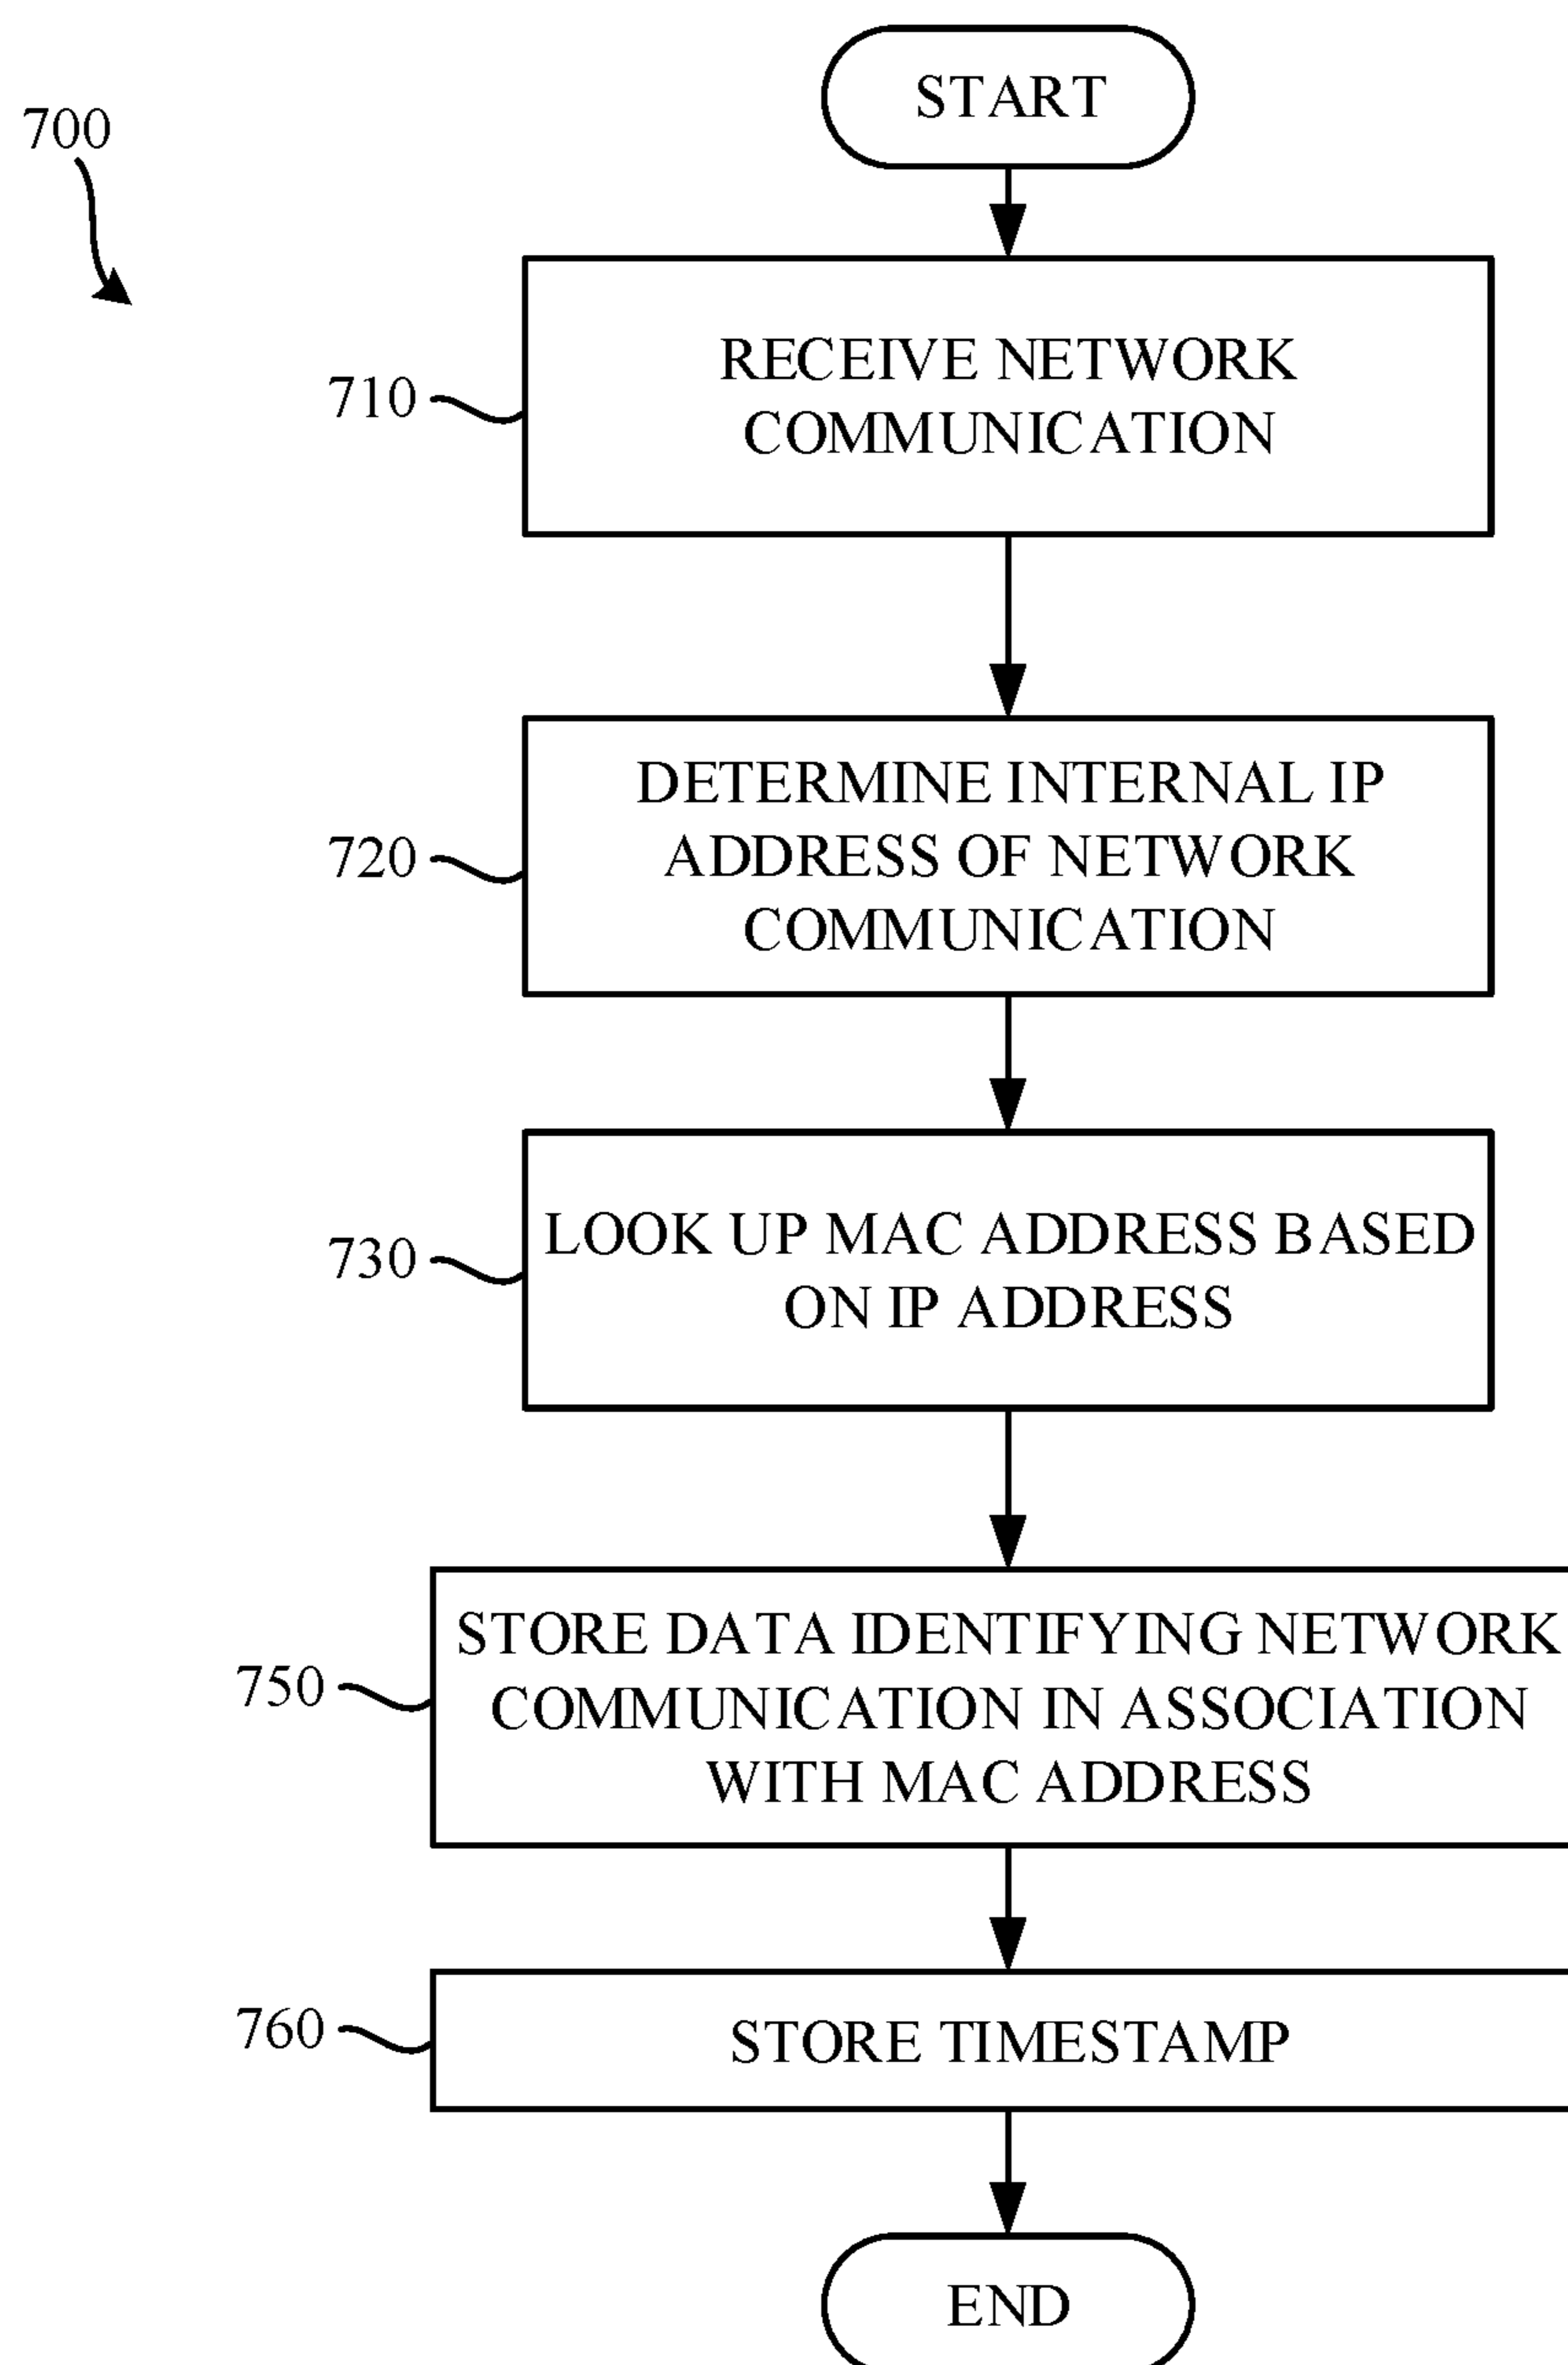 START
700
RECEIVE NETWORK
COMMUNICATION
710
DETERMINE INTERNAL IP
ADDRESS OF NETWORK
COMMUNICATION
720
LOOK UP MAC ADDRESS BASED
ON IP ADDRESS
730
STORE DATA IDENTIFYING NETWORK
COMMUNICATION IN ASSOCIATION
WITH MAC ADDRESS
750
STORE TIMESTAMP
760
END